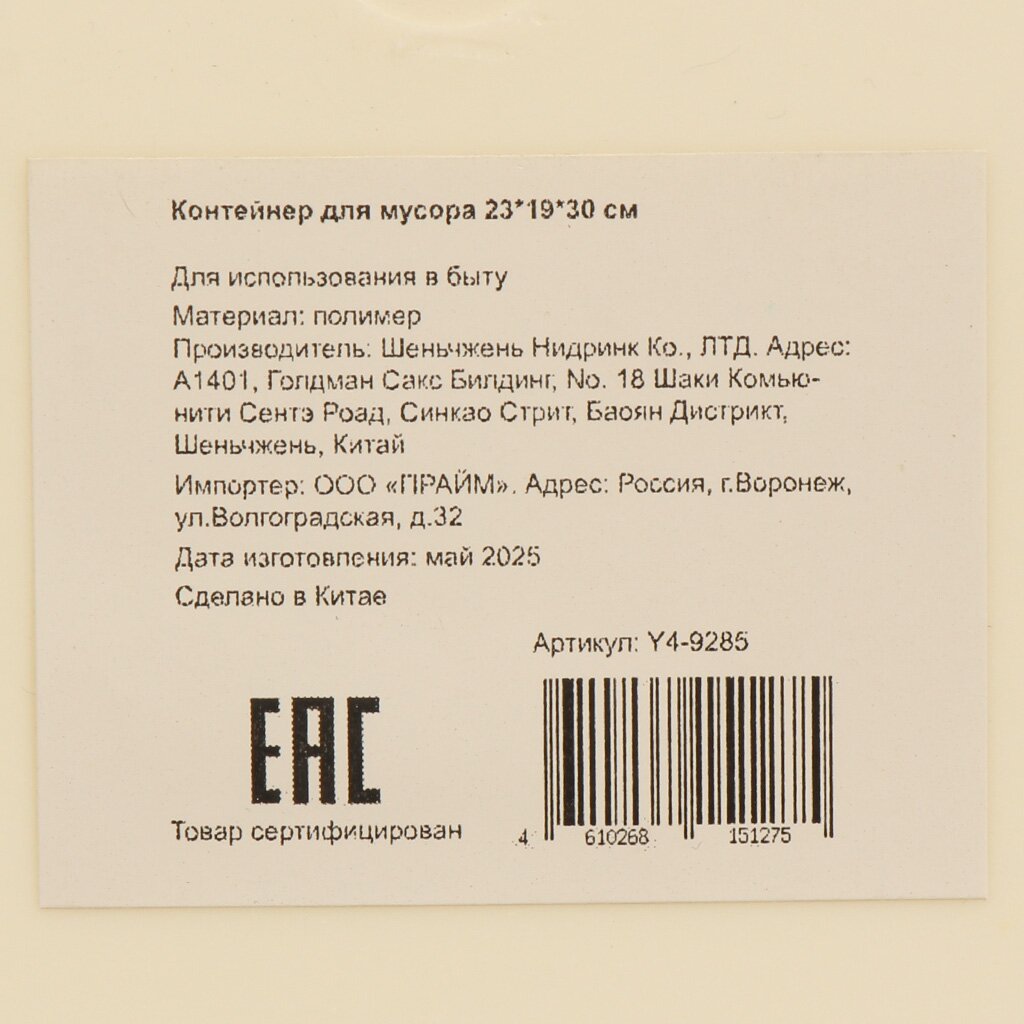 Контейнер для мусора 23*19*30 см
Для использования в быту
Материал: полимер
Производитель: Шеньчжень Нидринк Ко., ЛТД. Адрес:
А1401, Голдман Сакс Билдинг, No. 18 Шаки Комью-
нити Сентэ Роад, Синкао Стрит, Баоян Дистрикт,
Шеньчжень, Китай
Импортер: ООО «ПРАЙМ». Адрес: Россия, г.Воронеж,
ул.Волгоградская, д.32
Дата изготовления: май 2025
Сделано в Китае
Артикул: Y4-9285
EAC
Товар сертифицирован
4 610268 151275